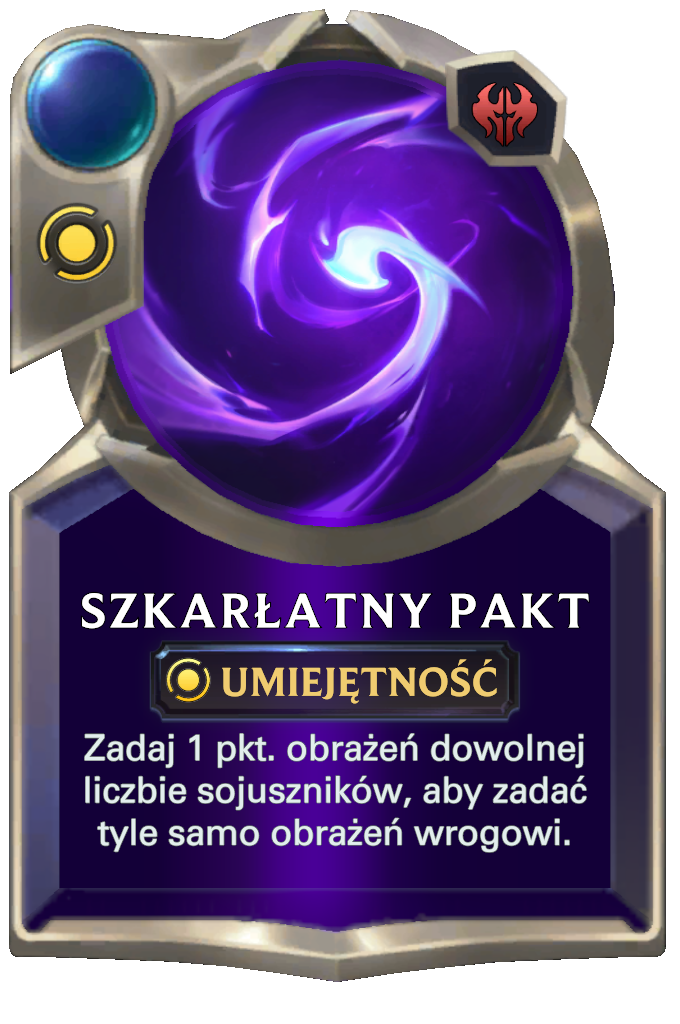 SZKARŁATNY PAKT
UMIEJĘTNOŚĆ
Zadaj 1 pkt. obrażeń dowolnej
liczbie sojuszników, aby zadać
tyle samo obrażeń wrogowi.